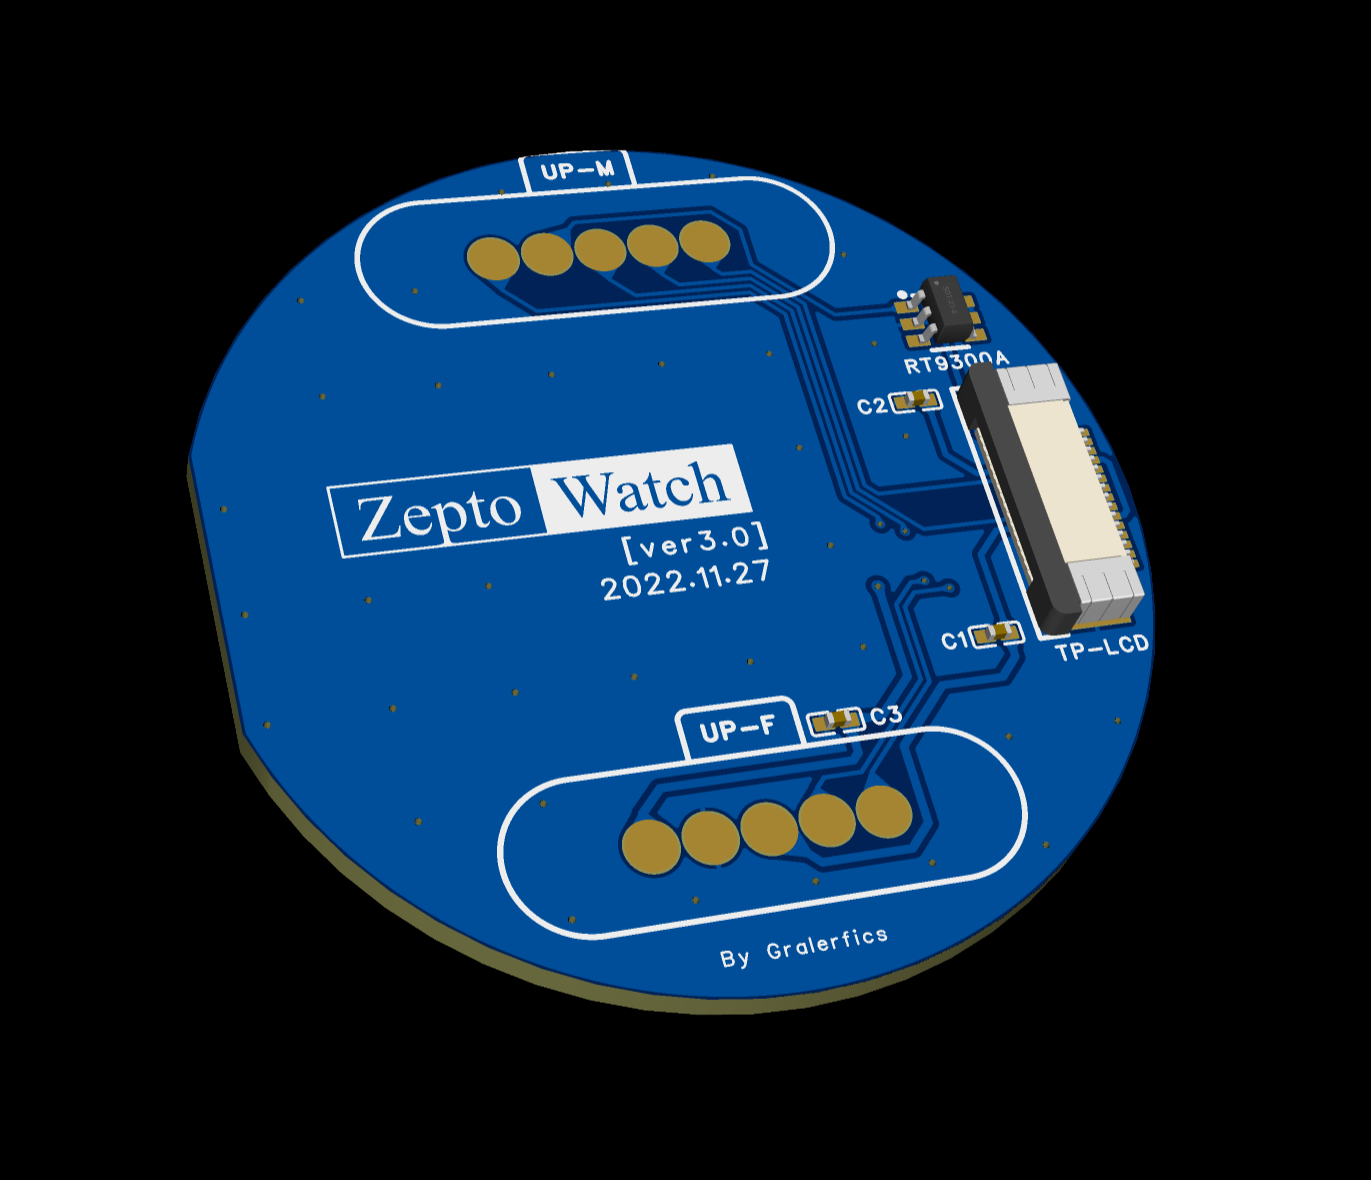 UP-M
RT9300A
C2
Zepto Watch
[ver3.0]
2022.11.27
C1
TP-LCD
UP-F
C3
By Gralerfics